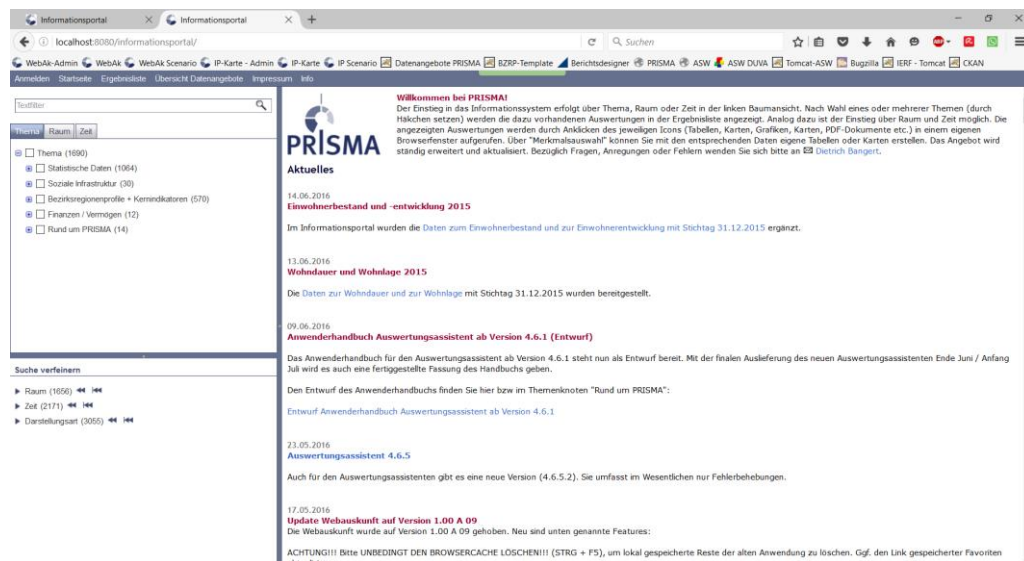 Informationsportal
Informationsportal
localhost:8080/informationsportal/
Suchen
WebAk-Admin WebAk WebAk Scenario IP-Karte - Admin IP-Karte IP Scenario Datenangebote PRISMA BZRP-Template Berichtsdesigner PRISMA ASW ASW DUVA Tomcat-ASW Bugzilla IERF - Tomcat CKAN
Anmelden Startseite Ergebnisliste Übersicht Datenangebote Impressum Info
Textfilter
Thema Raum Zeit
Thema (1690)
Statistische Daten (1064)
Soziale Infrastruktur (30)
Bezirksregionenprofile + Kernindikatoren (570)
Finanzen / Vermögen (12)
Rund um PRISMA (14)
Suche verfeinern
Raum (1656)
Zeit (2171)
Darstellungsart (3055)
PRISMA
Willkommen bei PRISMA!
Der Einstieg in das Informationssystem erfolgt über Thema, Raum oder Zeit in der linken Baumansicht. Nach Wahl eines oder mehrerer Themen (durch
Häkchen setzen) werden die dazu vorhandenen Auswertungen in der Ergebnisliste angezeigt. Analog dazu ist der Einstieg über Raum und Zeit möglich. Die
angezeigten Auswertungen werden durch Anklicken des jeweiligen Icons (Tabellen, Karten, Grafiken, Karten, PDF-Dokumente etc.) in einem eigenen
Browserfenster aufgerufen. Über "Merkmalsauswahl" können Sie mit den entsprechenden Daten eigene Tabellen oder Karten erstellen. Das Angebot wird
ständig erweitert und aktualisiert. Bezüglich Fragen, Anregungen oder Fehlern wenden Sie sich bitte an Dietrich Bangert.
Aktuelles
14.06.2016
Einwohnerbestand und -entwicklung 2015
Im Informationsportal wurden die Daten zum Einwohnerbestand und zur Einwohnerentwicklung mit Stichtag 31.12.2015 ergänzt.
13.06.2016
Wohndauer und Wohnlage 2015
Die Daten zur Wohndauer und zur Wohnlage mit Stichtag 31.12.2015 wurden bereitgestellt.
09.06.2016
Anwenderhandbuch Auswertungsassistent ab Version 4.6.1 (Entwurf)
Das Anwenderhandbuch für den Auswertungsassistent ab Version 4.6.1 steht nun als Entwurf bereit. Mit der finalen Auslieferung des neuen Auswertungsassistenten Ende Juni / Anfang
Juli wird es auch eine fertiggestellte Fassung des Handbuchs geben.
Den Entwurf des Anwenderhandbuchs finden Sie hier bzw im Themenknoten "Rund um PRISMA":
Entwurf Anwenderhandbuch Auswertungsassistent ab Version 4.6.1
23.05.2016
Auswertungsassistent 4.6.5
Auch für den Auswertungsassistenten gibt es eine neue Version (4.6.5.2). Sie umfasst im Wesentlichen nur Fehlerbehebungen.
17.05.2016
Update Webauskunft auf Version 1.00 A 09
Die Webauskunft wurde auf Version 1.00 A 09 gehoben. Neu sind unten genannte Features:
ACHTUNG!!! Bitte UNBEDINGT DEN BROWSERCACHE LÖSCHEN!!! (STRG + F5), um lokal gespeicherte Reste der alten Anwendung zu löschen. Ggf. den Link gespeicherter Favoriten